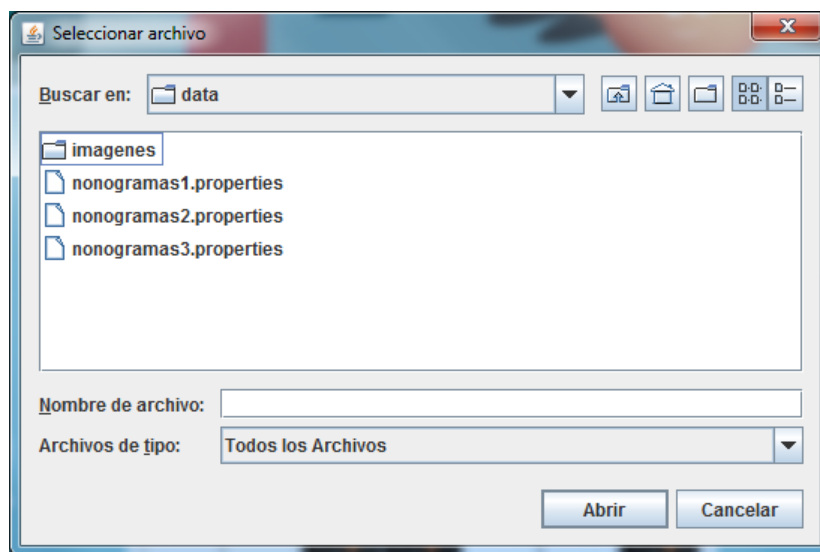 Seleccionar archivo
Buscar en: data
imagenes
nonogramas1.properties
nonogramas2.properties
nonogramas3.properties
Nombre de archivo:
Archivos de tipo: Todos los Archivos
Abrir Cancelar